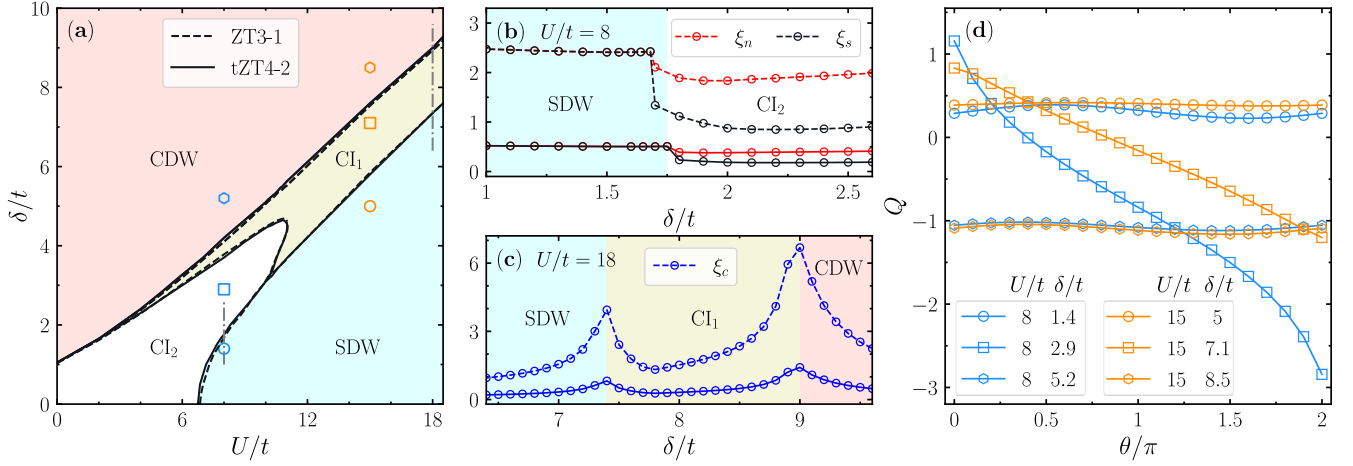 (a)
ZT3-1
tZT4-2
CDW
CI₁
CI₂
SDW
δ/t
10
8
6
4
2
0
0 6 12 18
U/t
(b) U/t = 8
ξₙ ξₛ
SDW
CI₂
3
2
1
0
1 1.5 2 2.5
δ/t
(c) U/t = 18
ξ_c
SDW
CI₁
CDW
6
4
2
0
7 8 9
δ/t
(d)
Q
1
0
−1
−2
−3
U/t δ/t
8 1.4
8 2.9
8 5.2
U/t δ/t
15 5
15 7.1
15 8.5
0 0.5 1 1.5 2
θ/π